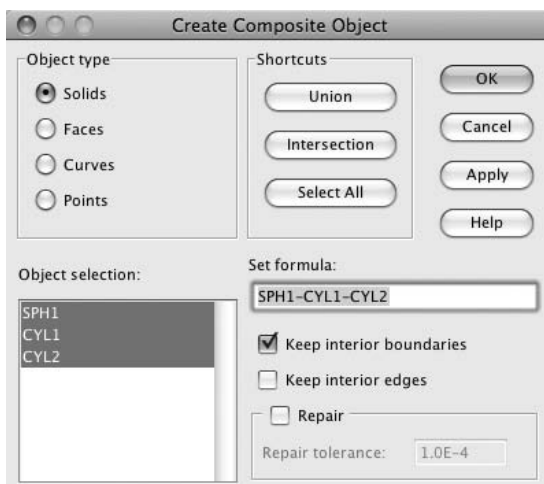 Create Composite Object
Object type
Solids
Faces
Curves
Points
Shortcuts
Union
Intersection
Select All
OK
Cancel
Apply
Help
Object selection:
SPH1
CYL1
CYL2
Set formula:
SPH1-CYL1-CYL2
Keep interior boundaries
Keep interior edges
Repair
Repair tolerance: 1.0E-4